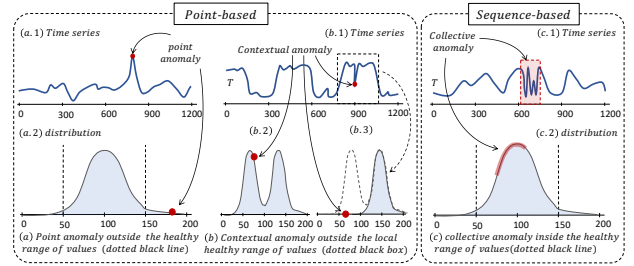 Point-based
Sequence-based
(a.1) Time series
point anomaly
0 300 600 900 1200
(a.2) distribution
0 50 100 150 200
(a) Point anomaly outside the healthy
range of values (dotted black line)
(b.1) Time series
Contextual anomaly
T
0 300 600 900 1200
(b.2)
(b.3)
0 50 100 150 200
0 50 100 150 200
(b) Contextual anomaly outside the local
healthy range of values (dotted black box)
(c.1) Time series
Collective
anomaly
T
0 300 600 900 1200
(c.2) distribution
0 50 100 150 200
(c) collective anomaly inside the healthy
range of values(dotted black line)